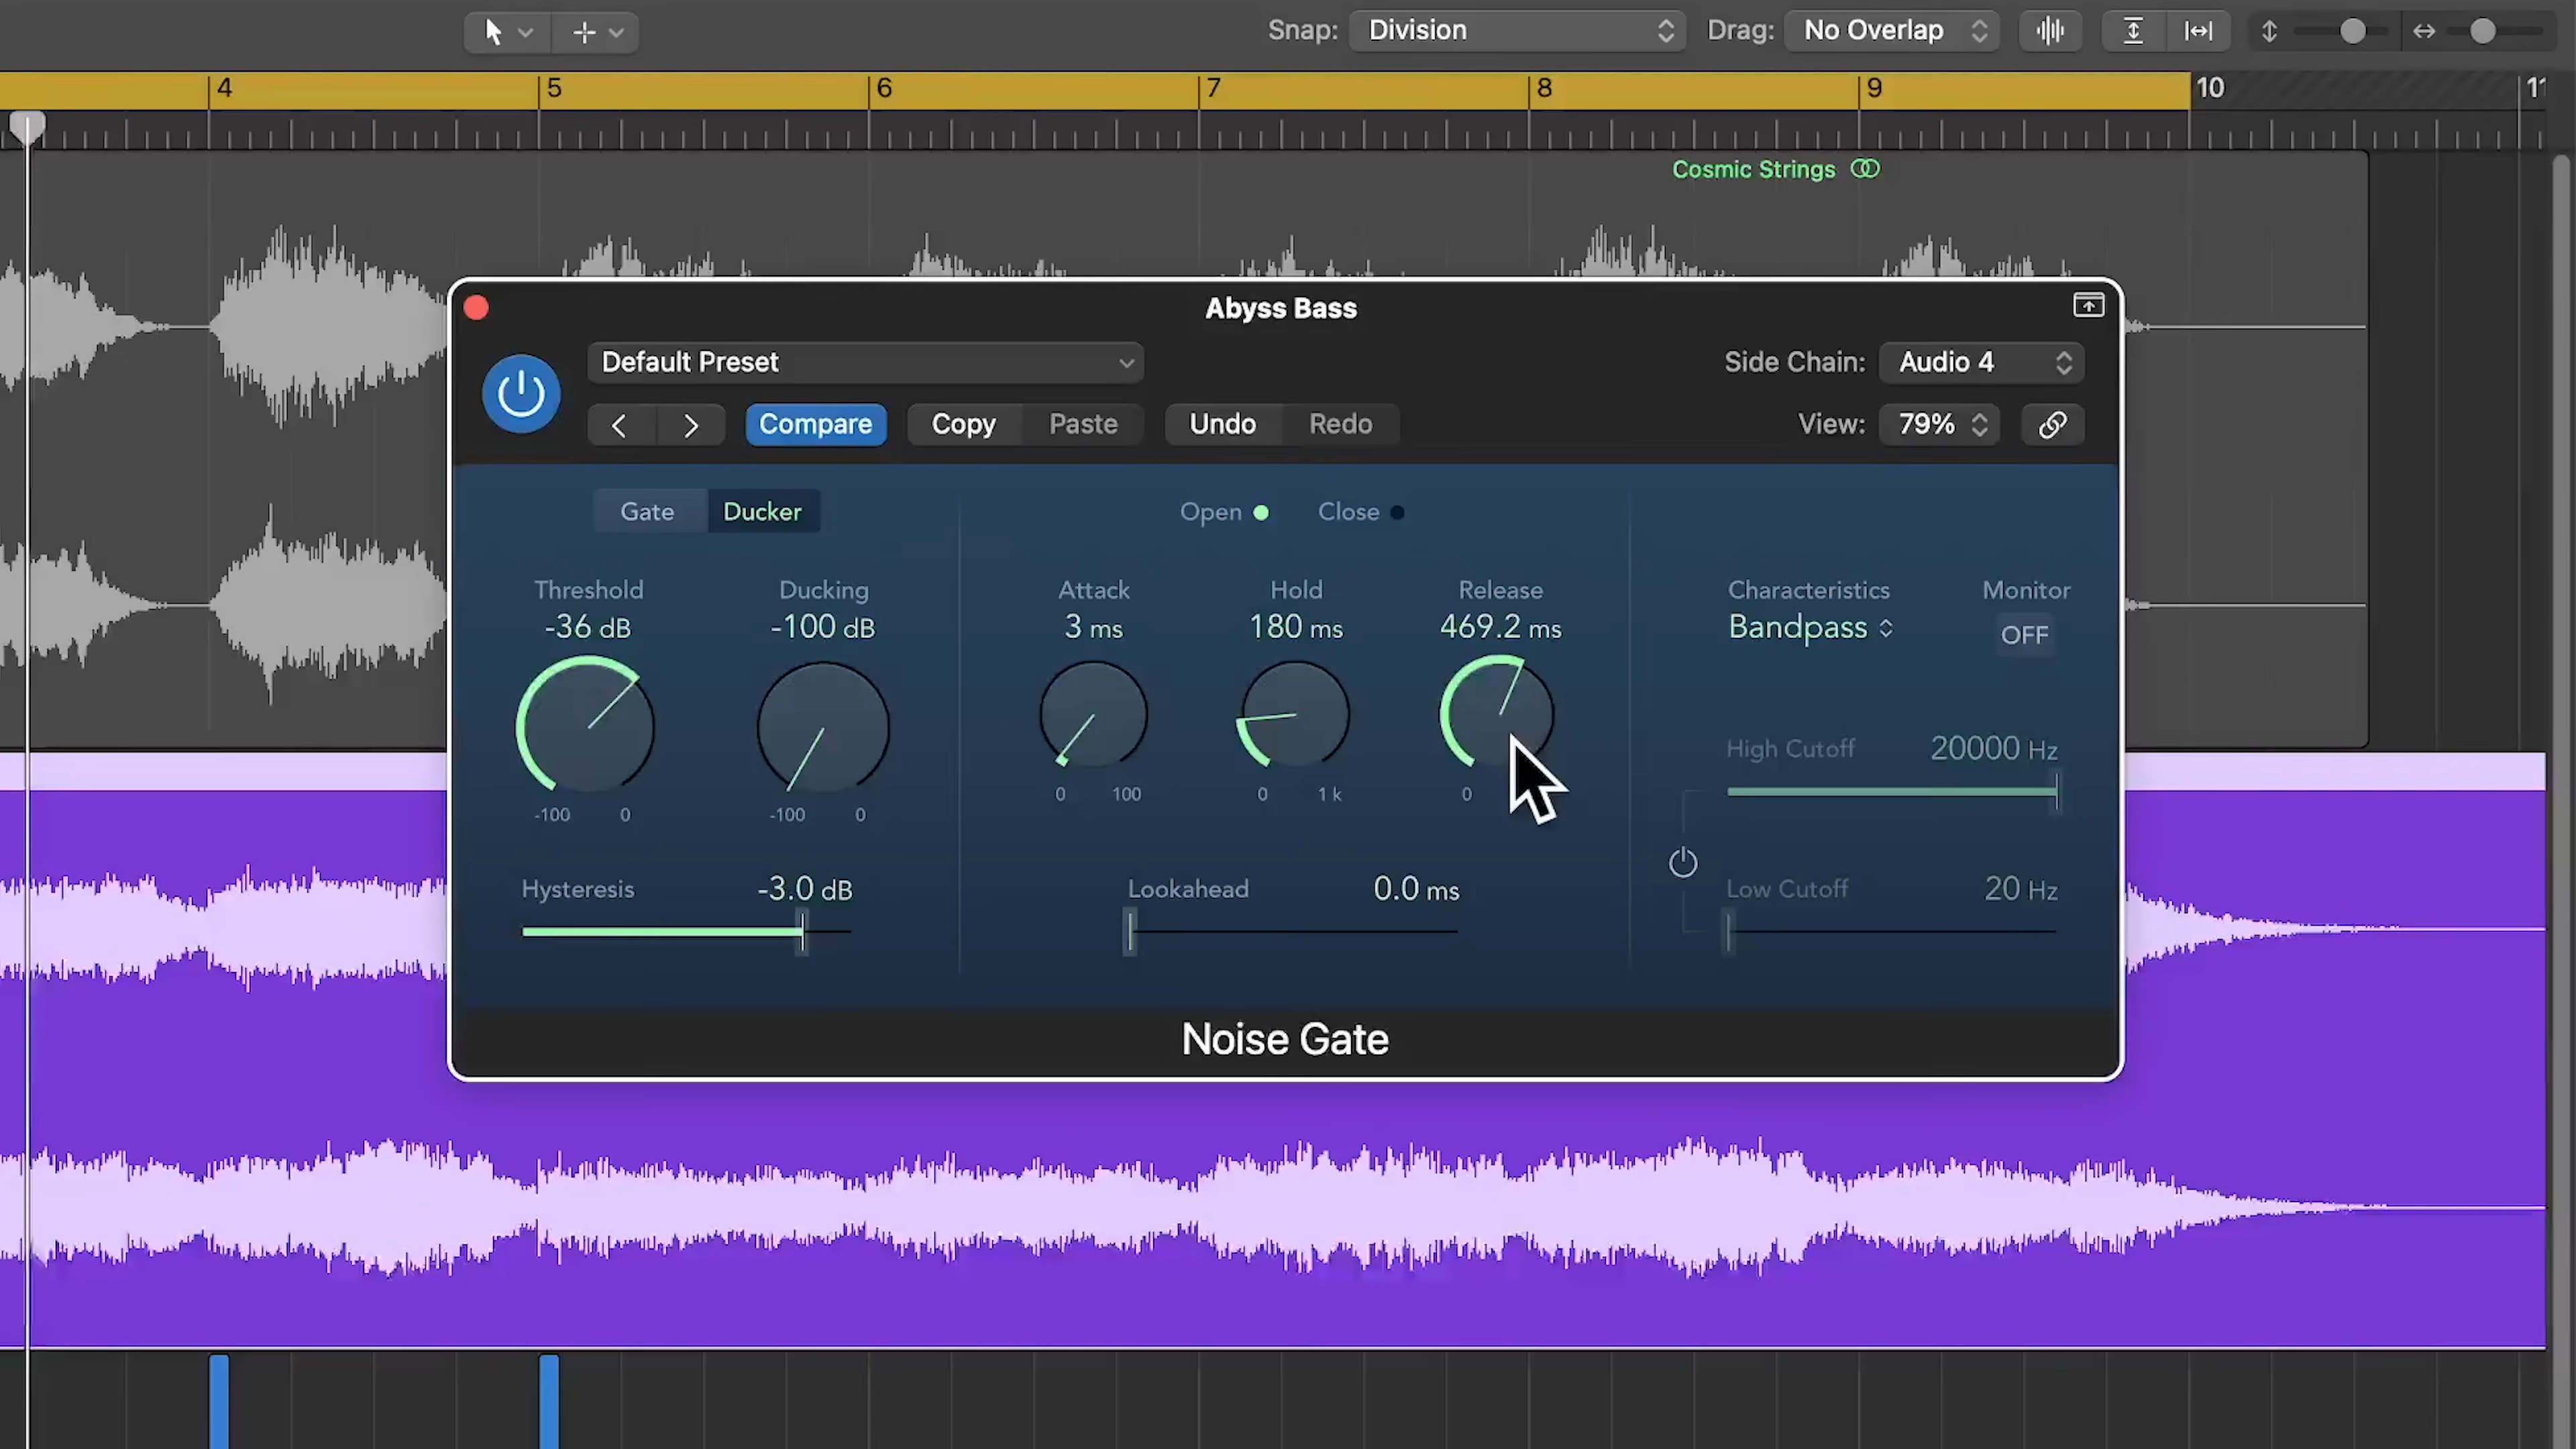 Snap: Division Drag: No Overlap
4 5 6 7 8 9 10 11
Cosmic Strings
Abyss Bass
Default Preset Side Chain: Audio 4
Compare Copy Paste Undo Redo View: 79%
Gate Ducker Open Close
Threshold Ducking Attack Hold Release Characteristics Monitor
-36 dB -100 dB 3 ms 180 ms 469.2 ms Bandpass OFF
High Cutoff 20000 Hz
0 100 0 1 k 0
-100 0 -100 0
Hysteresis -3.0 dB Lookahead 0.0 ms Low Cutoff 20 Hz
Noise Gate